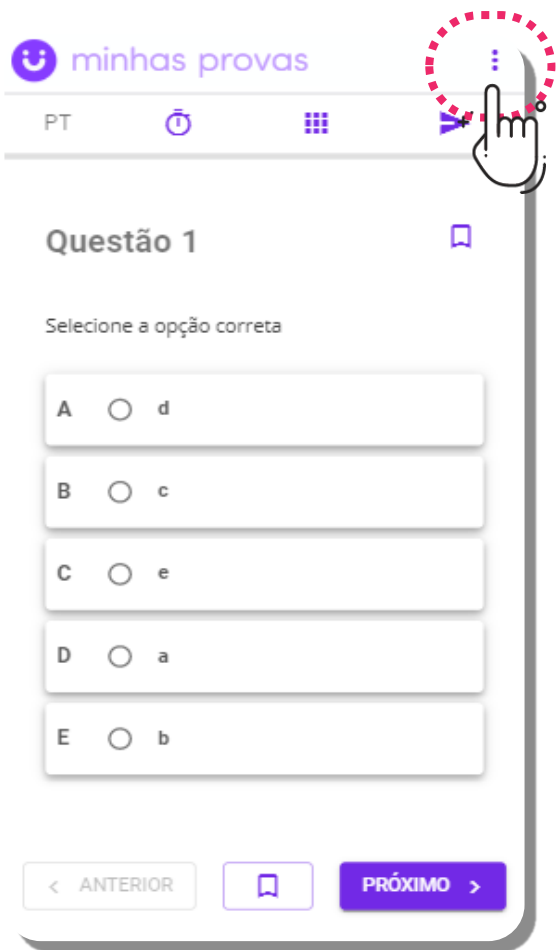 minhas provas
PT
Questão 1
Selecione a opção correta
A d
B c
C e
D a
E b
< ANTERIOR
PRÓXIMO >